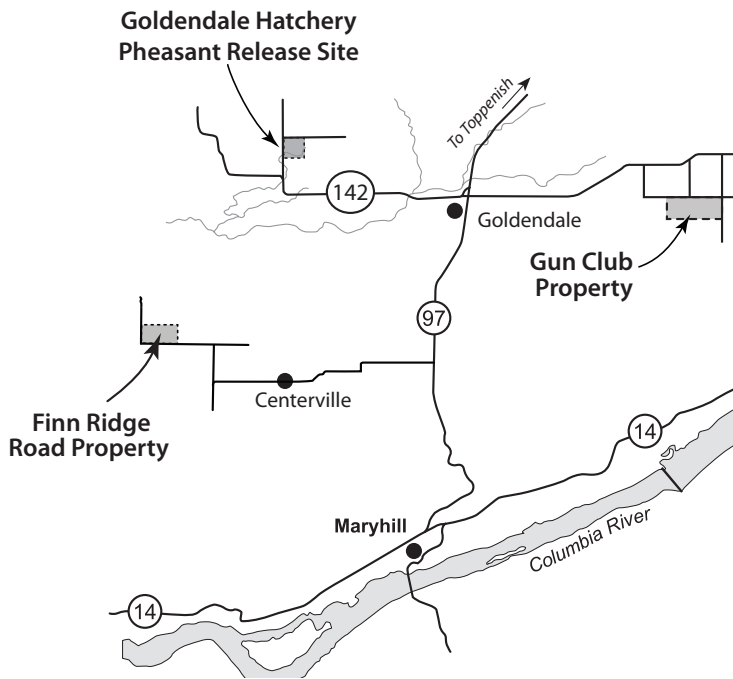 Goldendale Hatchery
Pheasant Release Site
To Toppenish
142
Goldendale
Gun Club
Property
97
Centerville
Finn Ridge
Road Property
14
Maryhill
Columbia River
14